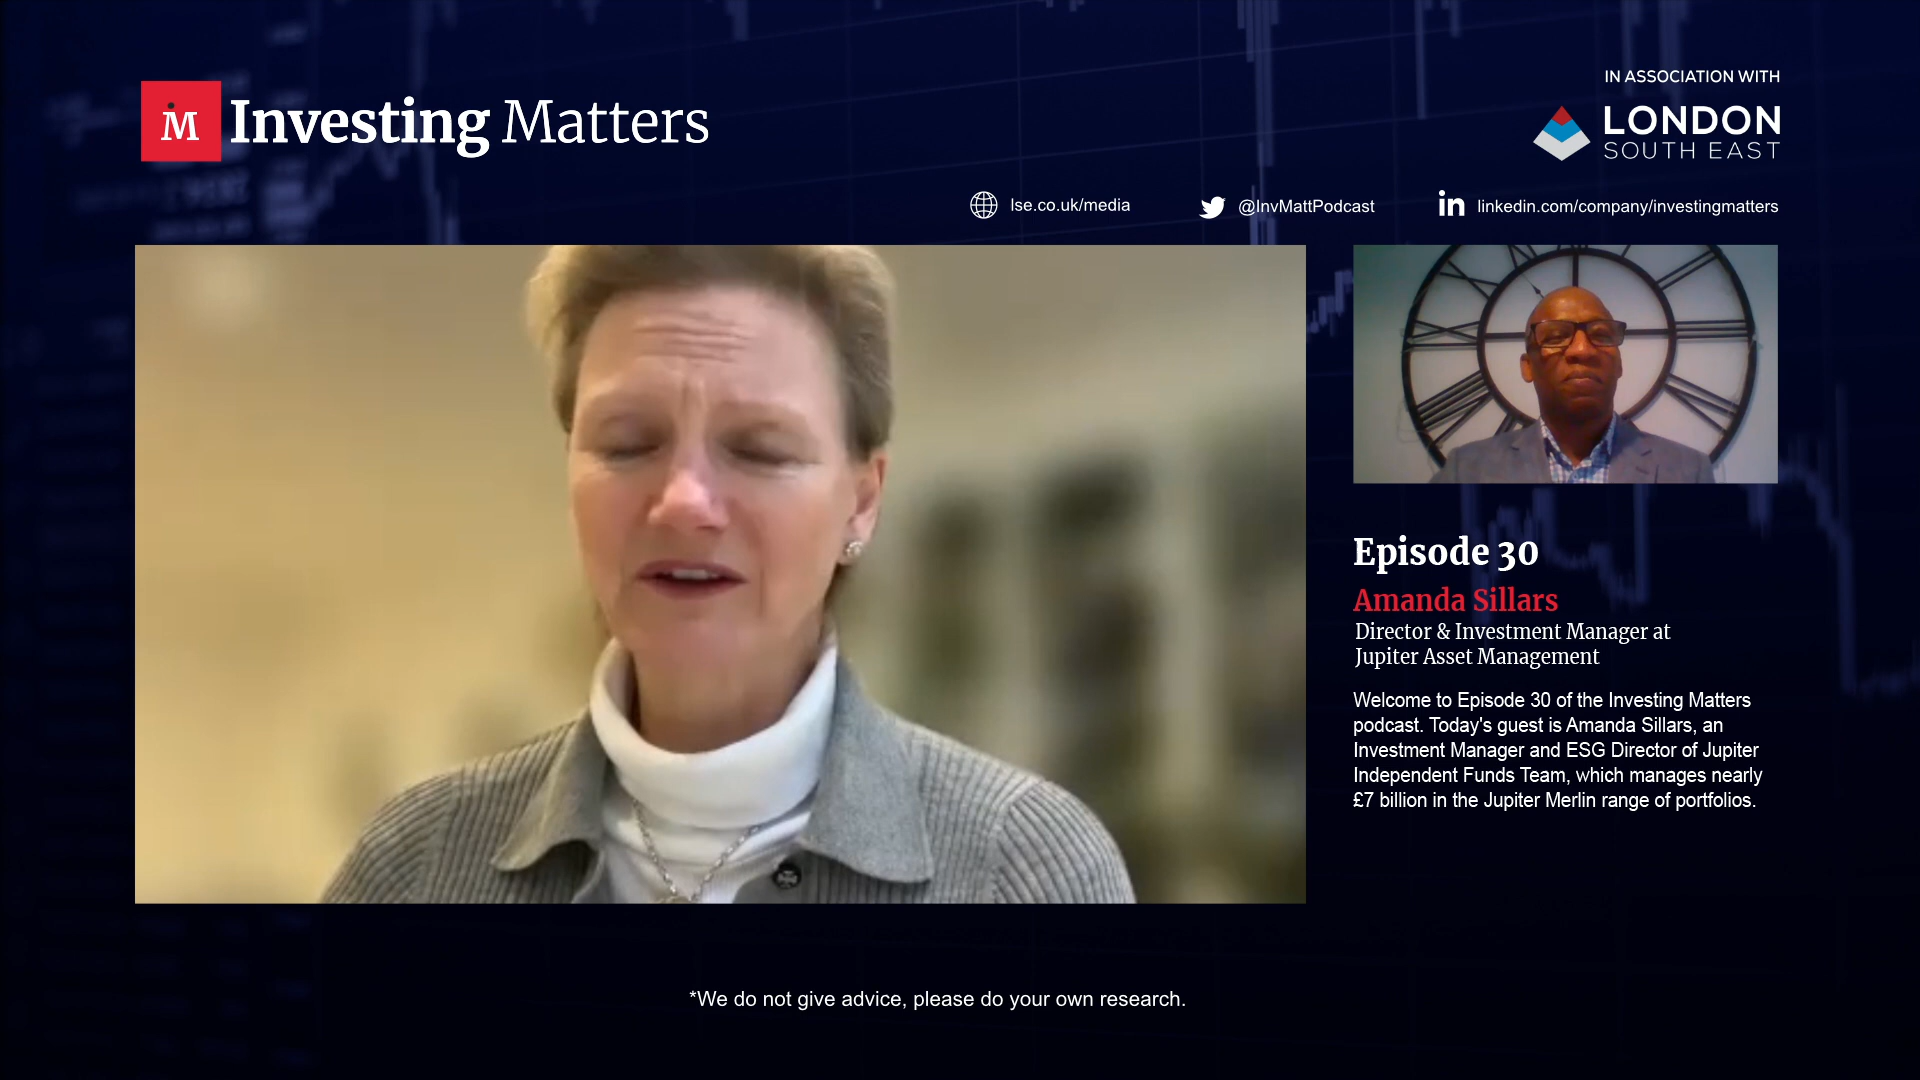 M Investing Matters
IN ASSOCIATION WITH
LONDON
SOUTH EAST
lse.co.uk/media
@InvMattPodcast
in linkedin.com/company/investingmatters
Episode 30
Amanda Sillars
Director & Investment Manager at
Jupiter Asset Management
Welcome to Episode 30 of the Investing Matters
podcast. Today's guest is Amanda Sillars, an
Investment Manager and ESG Director of Jupiter
Independent Funds Team, which manages nearly
£7 billion in the Jupiter Merlin range of portfolios.
*We do not give advice, please do your own research.